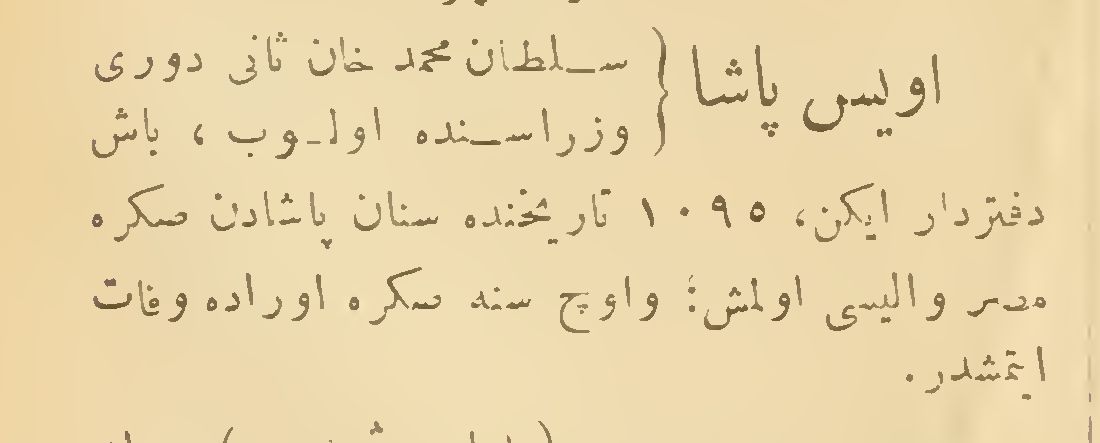 اویس پاشا } سلطان محمد خان ثانی دوری
وزراسنده اولوب ، باش
دفتردار ایکن، ١٠٩٥ تاریخنده سنان پاشادن صکره
مصر والیسی اولمش؛ واوچ سنه صکره اوراده وفات
ایتمشدر.